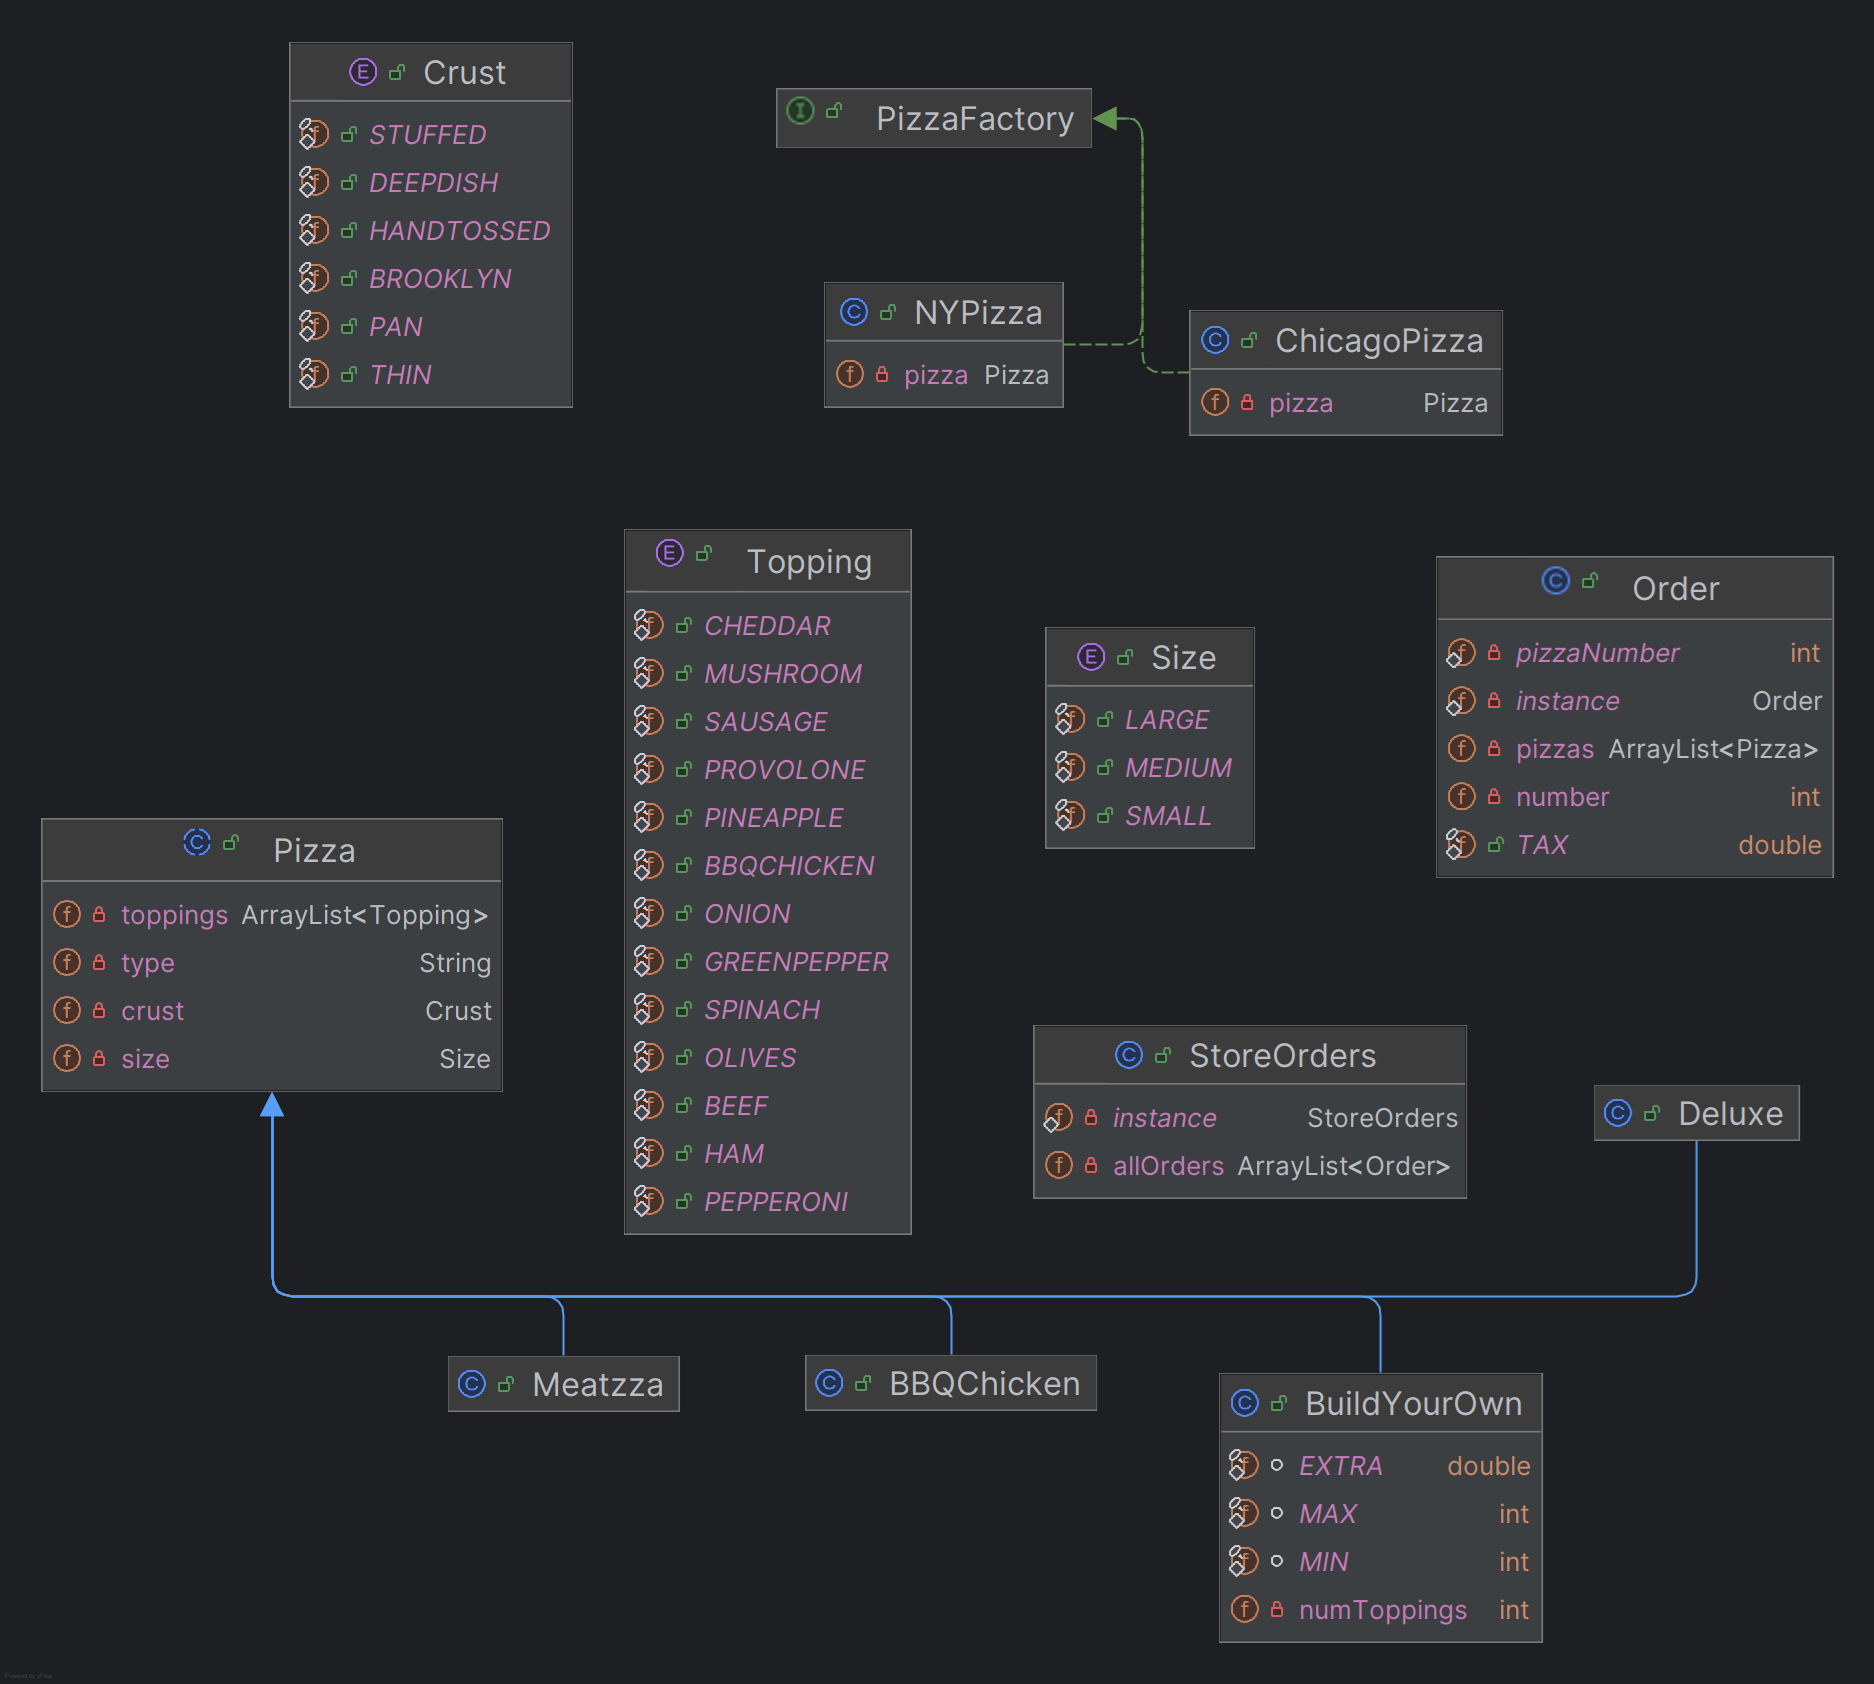 Crust
STUFFED
DEEPDISH
HANDTOSSED
BROOKLYN
PAN
THIN
PizzaFactory
NYPizza
pizza Pizza
ChicagoPizza
pizza Pizza
Topping
CHEDDAR
MUSHROOM
SAUSAGE
PROVOLONE
PINEAPPLE
BBQCHICKEN
ONION
GREENPEPPER
SPINACH
OLIVES
BEEF
HAM
PEPPERONI
Size
LARGE
MEDIUM
SMALL
Order
pizzaNumber int
instance Order
pizzas ArrayList<Pizza>
number int
TAX double
Pizza
toppings ArrayList<Topping>
type String
crust Crust
size Size
StoreOrders
instance StoreOrders
allOrders ArrayList<Order>
Deluxe
Meatzza
BBQChicken
BuildYourOwn
EXTRA double
MAX int
MIN int
numToppings int
Powered by yFiles